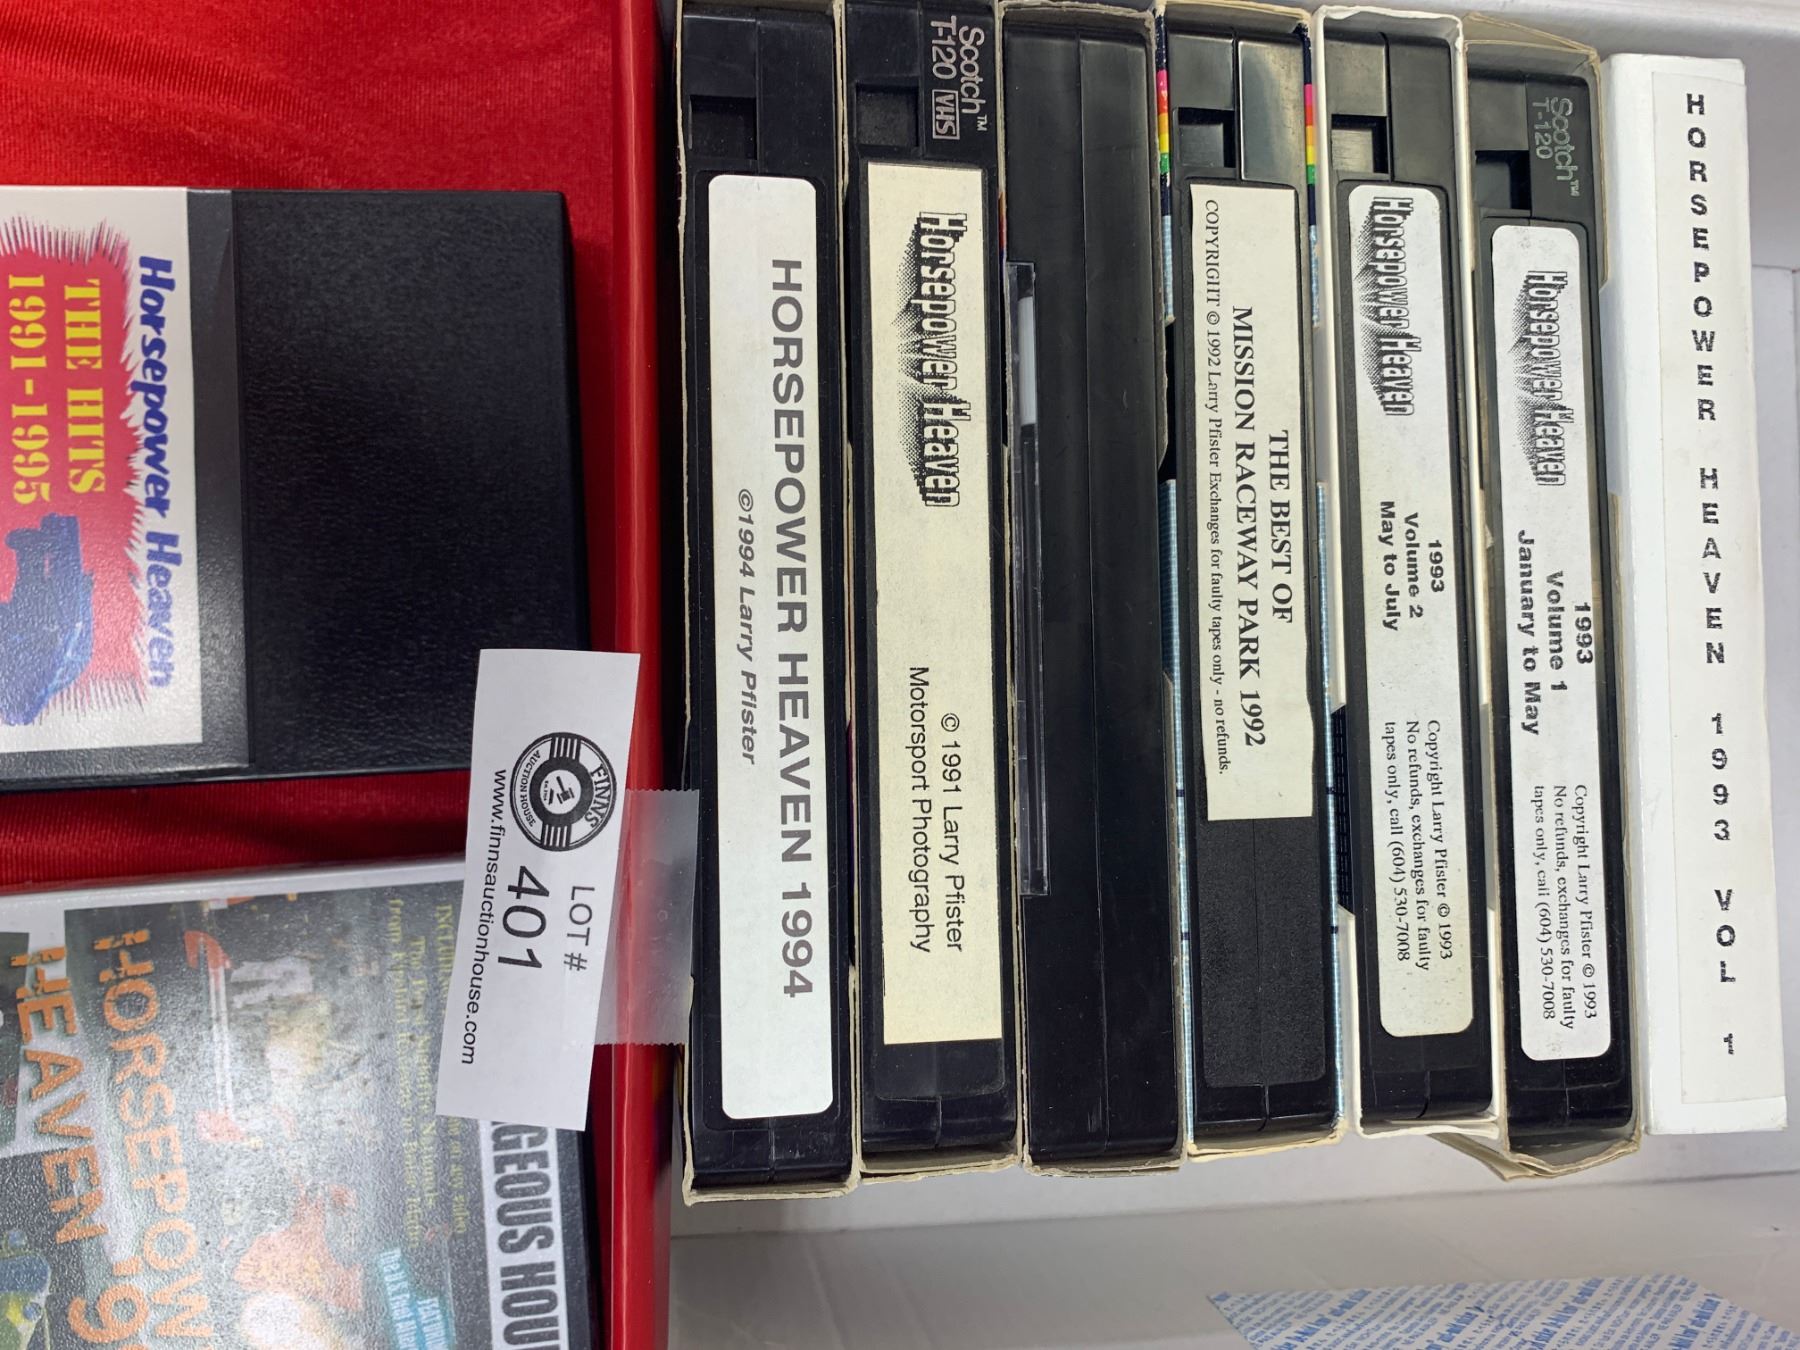 Horsepower Heaven
THE HITS
1991-1995
HORSEPOW
HEAVEN 19
GEOUS HOU
LOT #
401
FINNS
AUCTION HOUSE
www.finnsauctionhouse.com
HORSEPOWER HEAVEN 1994
©1994 Larry Pfister
Scotch™
T-120 VHS
Horsepower Heaven
© 1991 Larry Pfister
Motorsport Photography
THE BEST OF
MISSION RACEWAY PARK 1992
COPYRIGHT © 1992 Larry Pfister Exchanges for faulty tapes only - no refunds.
Horsepower Heaven
1993
Volume 2
May to July
Copyright Larry Pfister © 1993
No refunds, exchanges for faulty
tapes only, call (604) 530-7008
Scotch™
T-120
Horsepower Heaven
1993
Volume 1
January to May
Copyright Larry Pfister © 1993
No refunds, exchanges for faulty
tapes only, call (604) 530-7008
HORSEPOWER HEAVEN 1993 VOL 1